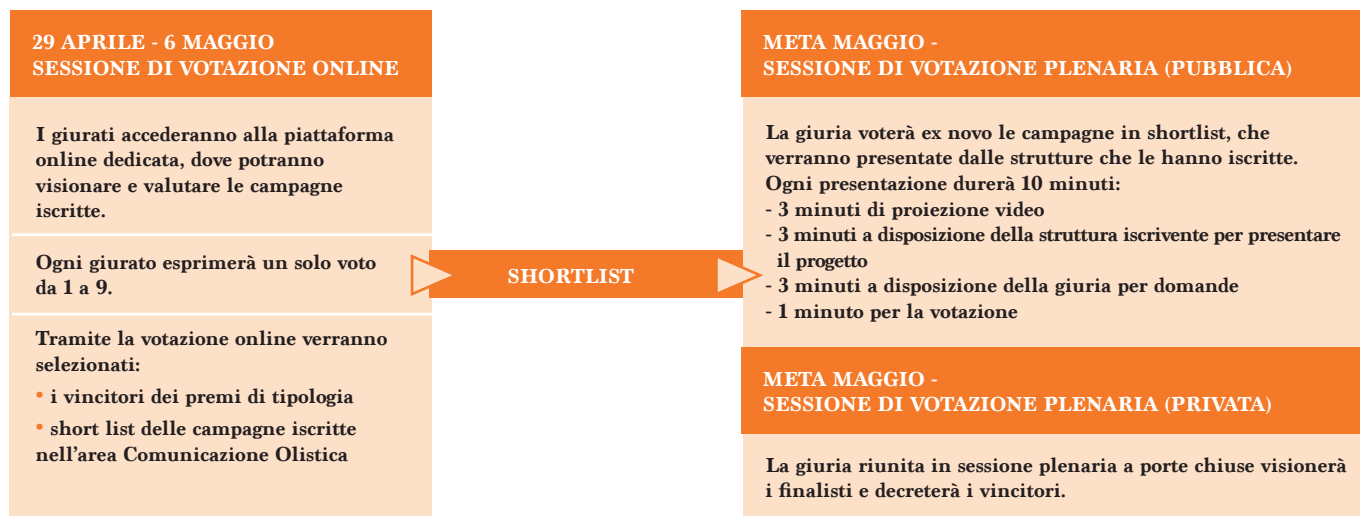 29 APRILE - 6 MAGGIO
SESSIONE DI VOTAZIONE ONLINE
I giurati accederanno alla piattaforma
online dedicata, dove potranno
visionare e valutare le campagne
iscritte.
Ogni giurato esprimerà un solo voto
da 1 a 9.
Tramite la votazione online verranno
selezionati:
• i vincitori dei premi di tipologia
• short list delle campagne iscritte
nell'area Comunicazione Olistica
SHORTLIST
META MAGGIO -
SESSIONE DI VOTAZIONE PLENARIA (PUBBLICA)
La giuria voterà ex novo le campagne in shortlist, che
verranno presentate dalle strutture che le hanno iscritte.
Ogni presentazione durerà 10 minuti:
- 3 minuti di proiezione video
- 3 minuti a disposizione della struttura iscrivente per presentare
il progetto
- 3 minuti a disposizione della giuria per domande
- 1 minuto per la votazione
META MAGGIO -
SESSIONE DI VOTAZIONE PLENARIA (PRIVATA)
La giuria riunita in sessione plenaria a porte chiuse visionerà
i finalisti e decreterà i vincitori.